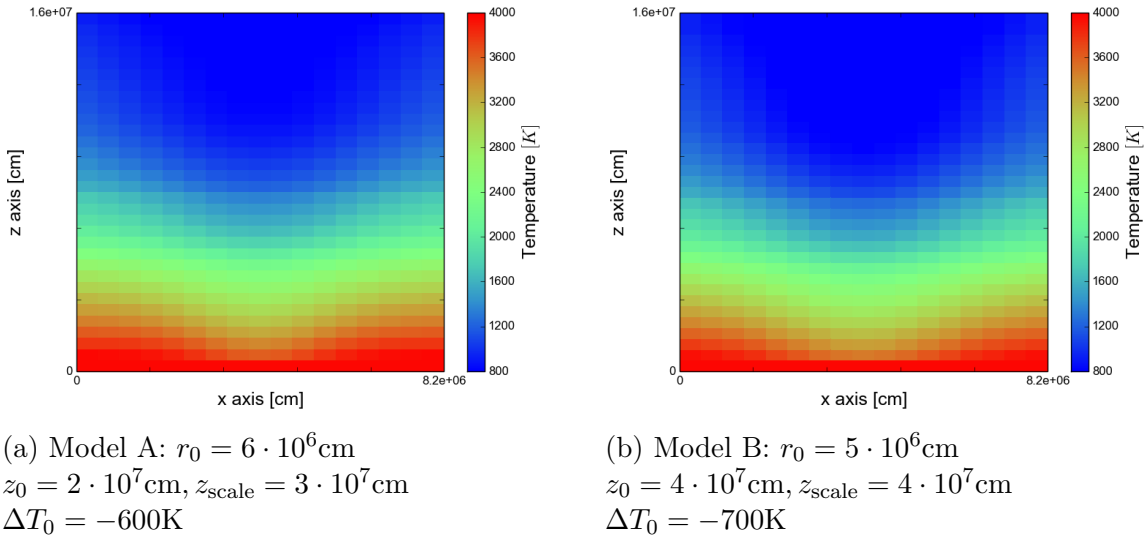 1.6e+07
z axis [cm]
0
0
8.2e+06
x axis [cm]
4000
3600
3200
2800
2400
2000
1600
1200
800
Temperature [K]
1.6e+07
z axis [cm]
0
0
8.2e+06
x axis [cm]
4000
3600
3200
2800
2400
2000
1600
1200
800
Temperature [K]
(a) Model A: r₀ = 6 · 10⁶cm
z₀ = 2 · 10⁷cm, z_scale = 3 · 10⁷cm
ΔT₀ = −600K
(b) Model B: r₀ = 5 · 10⁶cm
z₀ = 4 · 10⁷cm, z_scale = 4 · 10⁷cm
ΔT₀ = −700K